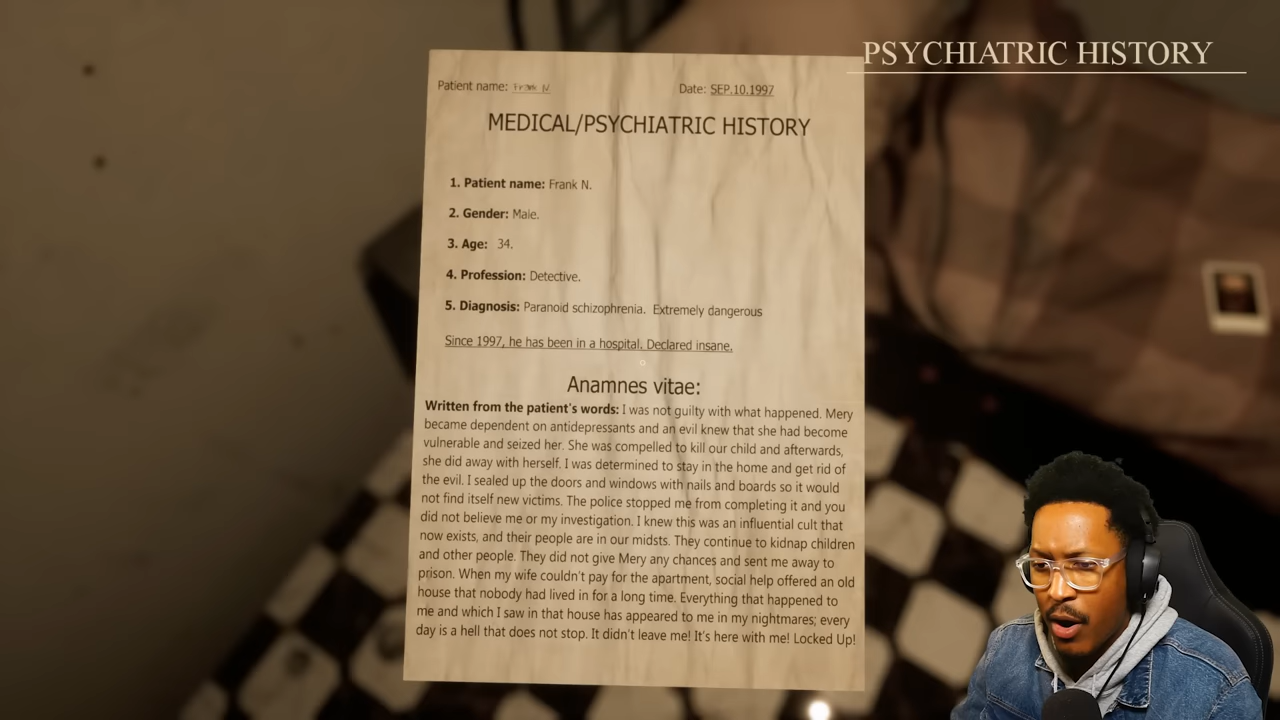 PSYCHIATRIC HISTORY
Patient name: Frank N
Date: SEP.10.1997
MEDICAL/PSYCHIATRIC HISTORY
1. Patient name: Frank N.
2. Gender: Male.
3. Age: 34.
4. Profession: Detective.
5. Diagnosis: Paranoid schizophrenia. Extremely dangerous
Since 1997, he has been in a hospital. Declared insane.
Anamnes vitae:
Written from the patient's words: I was not guilty with what happened. Mery
became dependent on antidepressants and an evil knew that she had become
vulnerable and seized her. She was compelled to kill our child and afterwards,
she did away with herself. I was determined to stay in the home and get rid of
the evil. I sealed up the doors and windows with nails and boards so it would
not find itself new victims. The police stopped me from completing it and you
did not believe me or my investigation. I knew this was an influential cult that
now exists, and their people are in our midsts. They continue to kidnap children
and other people. They did not give Mery any chances and sent me away to
prison. When my wife couldn't pay for the apartment, social help offered an old
house that nobody had lived in for a long time. Everything that happened to
me and which I saw in that house has appeared to me in my nightmares; every
day is a hell that does not stop. It didn't leave me! It's here with me! Locked Up!